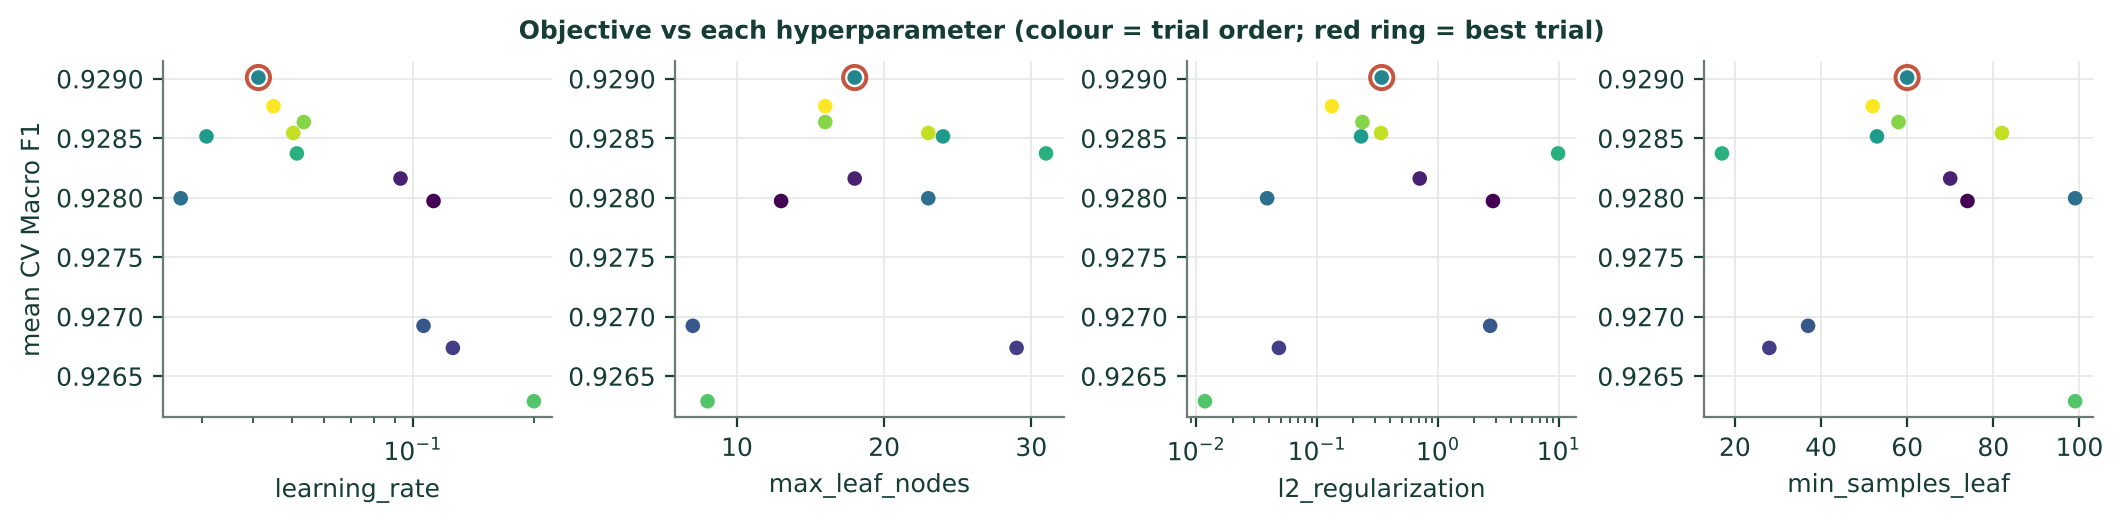 Objective vs each hyperparameter (colour = trial order; red ring = best trial)
mean CV Macro F1
0.9290
0.9285
0.9280
0.9275
0.9270
0.9265
10⁻¹
learning_rate
0.9290
0.9285
0.9280
0.9275
0.9270
0.9265
10 20 30
max_leaf_nodes
0.9290
0.9285
0.9280
0.9275
0.9270
0.9265
10⁻² 10⁻¹ 10⁰ 10¹
l2_regularization
0.9290
0.9285
0.9280
0.9275
0.9270
0.9265
20 40 60 80 100
min_samples_leaf